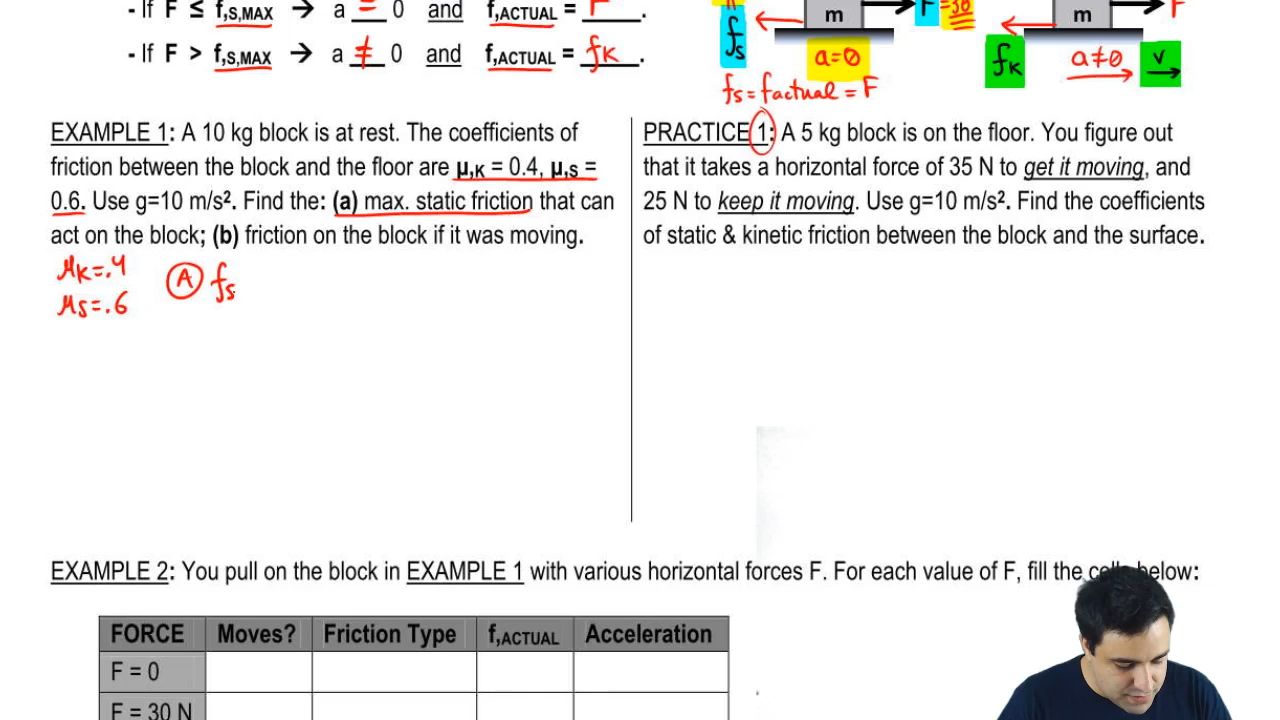 - If F ≤ f,S,MAX → a = 0 and f,ACTUAL = F.
- If F > f,S,MAX → a ≠ 0 and f,ACTUAL = fK.
fS m F =30
a=0
fS = factual = F
m F
fK a≠0 v
EXAMPLE 1: A 10 kg block is at rest. The coefficients of
friction between the block and the floor are μ,K = 0.4, μ,S =
0.6. Use g=10 m/s². Find the: (a) max. static friction that can
act on the block; (b) friction on the block if it was moving.
μK=.4
μS=.6
A fs
PRACTICE 1: A 5 kg block is on the floor. You figure out
that it takes a horizontal force of 35 N to get it moving, and
25 N to keep it moving. Use g=10 m/s². Find the coefficients
of static & kinetic friction between the block and the surface.
EXAMPLE 2: You pull on the block in EXAMPLE 1 with various horizontal forces F. For each value of F, fill the cells below:
FORCE Moves? Friction Type f,ACTUAL Acceleration
F = 0
F = 30 N